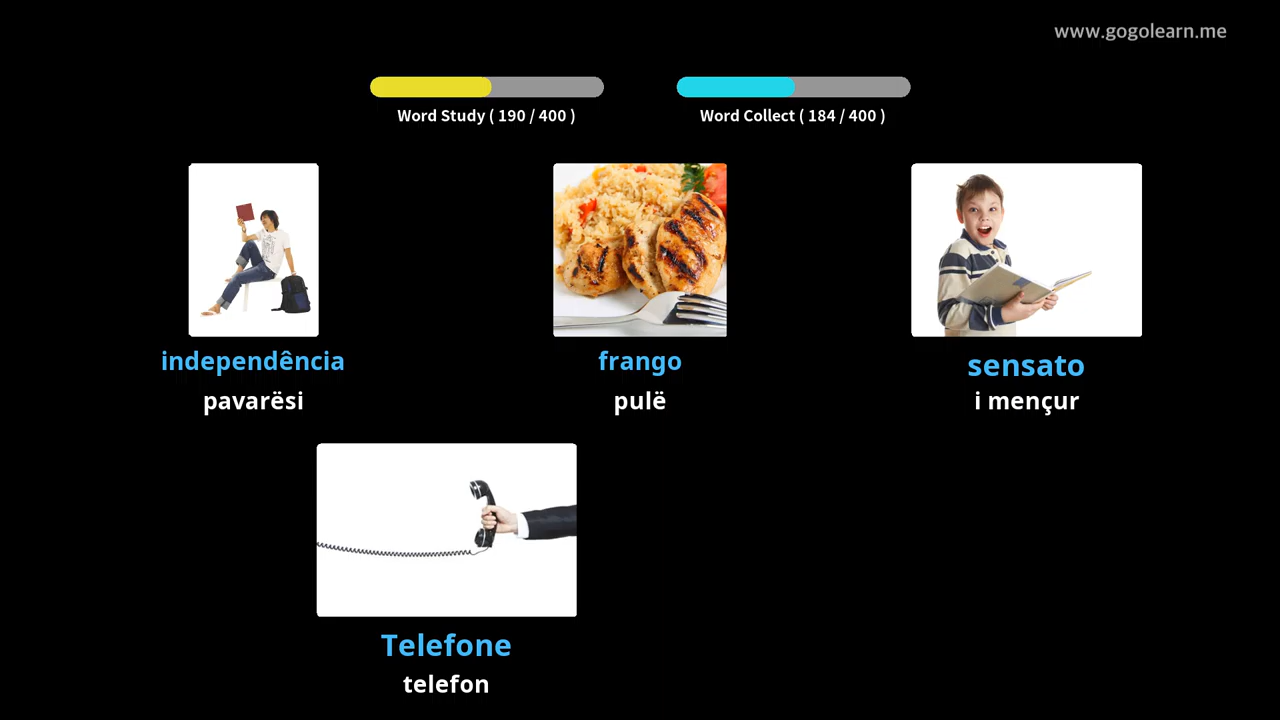 www.gogolearn.me
Word Study ( 190 / 400 )
Word Collect ( 184 / 400 )
independência
frango
sensato
pavarësi
pulë
i mençur
Telefone
telefon